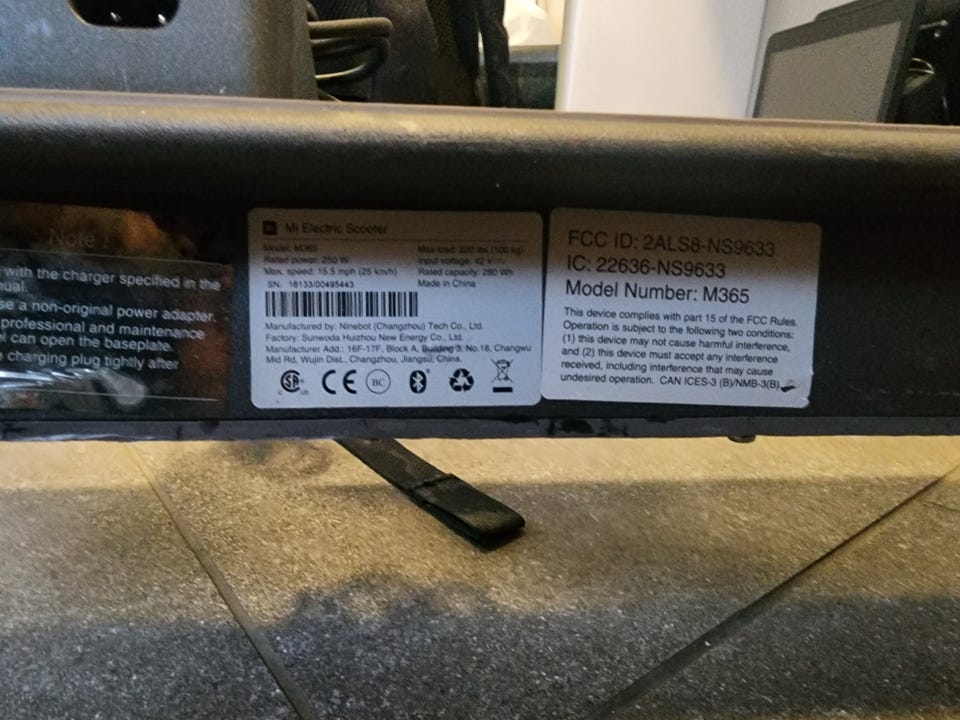 Note !
with the charger specified in the
nual.
se a non-original power adapter.
professional and maintenance
el can open the baseplate.
charging plug tightly after
Mi Electric Scooter
Model: M365
Rated power: 250 W
Max. speed: 15.5 mph (25 km/h)
SN: 18133/00495443
Max load: 220 lbs (100 kg)
Input voltage: 42 V
Rated capacity: 280 Wh
Made in China
Manufactured by: Ninebot (Changzhou) Tech Co., Ltd.
Factory: Sunwoda Huizhou New Energy Co., Ltd.
Manufacturer Add.: 16F-17F, Block A, Building 3, No.18, Changwu
Mid Rd, Wujin Dist., Changzhou, Jiangsu, China.
C SP US CE BC
FCC ID: 2ALS8-NS9633
IC: 22636-NS9633
Model Number: M365
This device complies with part 15 of the FCC Rules.
Operation is subject to the following two conditions:
(1) this device may not cause harmful interference,
and (2) this device must accept any interference
received, including interference that may cause
undesired operation. CAN ICES-3 (B)/NMB-3(B)